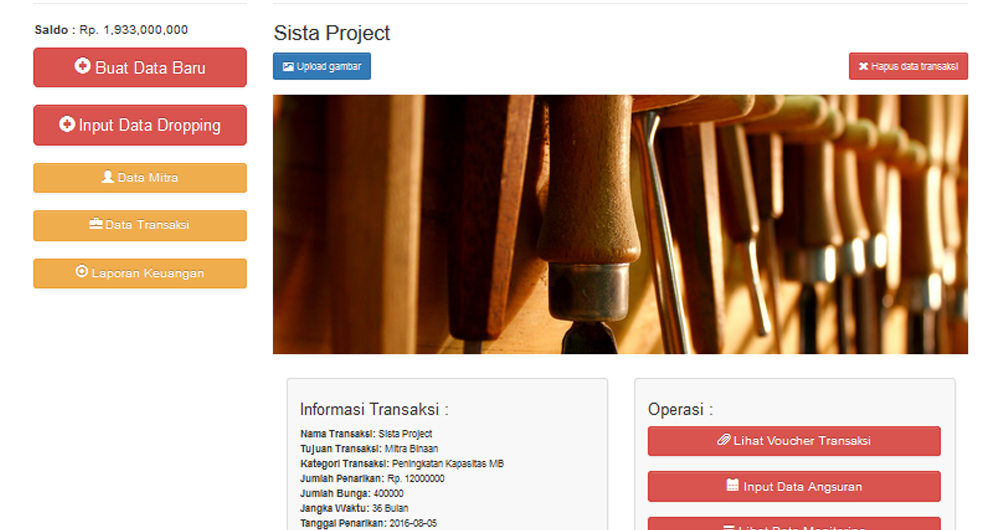 Saldo : Rp. 1,933,000,000
Buat Data Baru
Input Data Dropping
Data Mitra
Data Transaksi
Laporan Keuangan
Sista Project
Upload gambar
Hapus data transaksi
Informasi Transaksi :
Nama Transaksi: Sista Project
Tujuan Transaksi: Mitra Binaan
Kategori Transaksi: Peningkatan Kapasitas MB
Jumlah Penarikan: Rp. 12000000
Jumlah Bunga: 400000
Jangka Waktu: 36 Bulan
Tanggal Penarikan: 2016-08-05
Operasi :
Lihat Voucher Transaksi
Input Data Angsuran
Lihat Data Monitoring